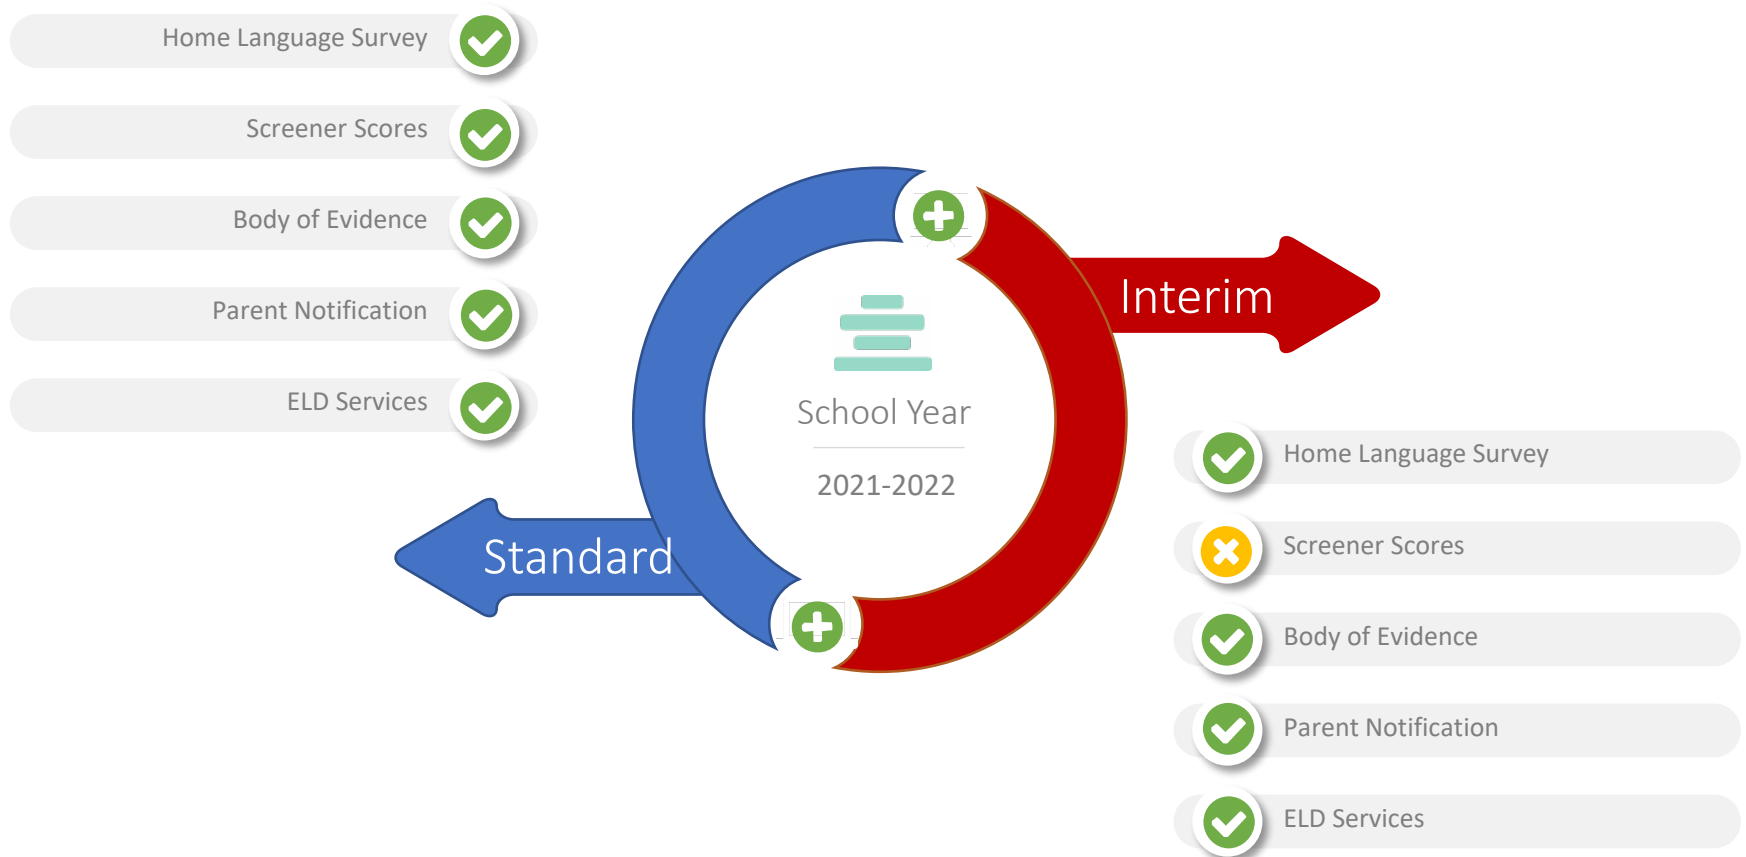 Home Language Survey
Screener Scores
Body of Evidence
Parent Notification
ELD Services
Standard
School Year
2021-2022
Interim
Home Language Survey
Screener Scores
Body of Evidence
Parent Notification
ELD Services